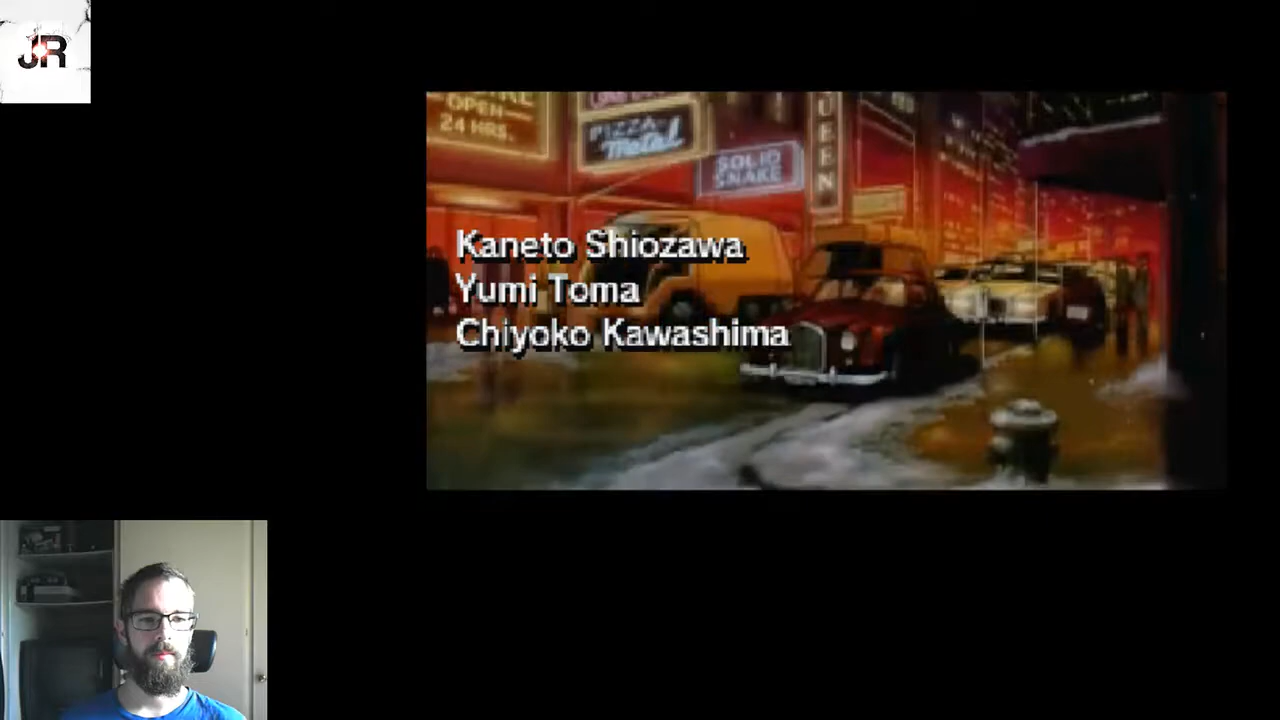 JR
OPEN
24 HRS.
PIZZA
Metal
SOLID
SNAKE
QUEEN
Kaneto Shiozawa
Yumi Toma
Chiyoko Kawashima